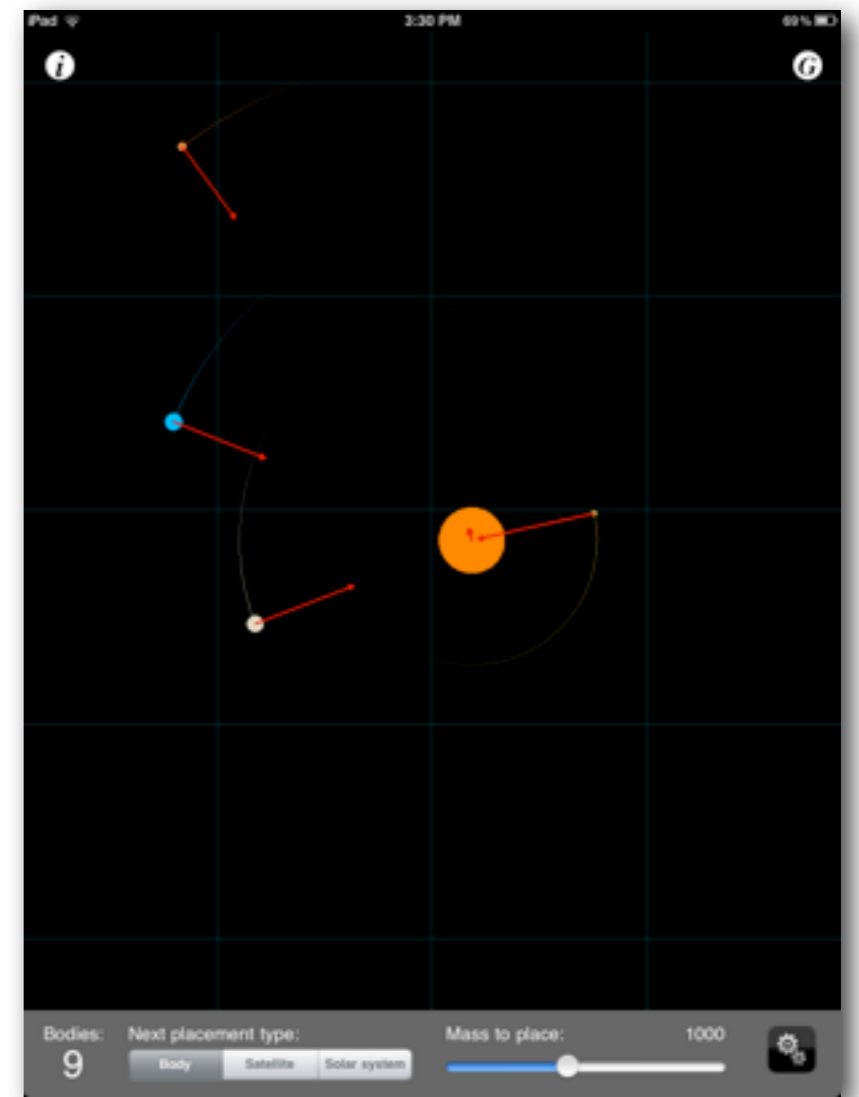 iPad 3:30 PM 69 %
i G
Bodies: Next placement type: Mass to place: 1000
9 Body Satellite Solar system